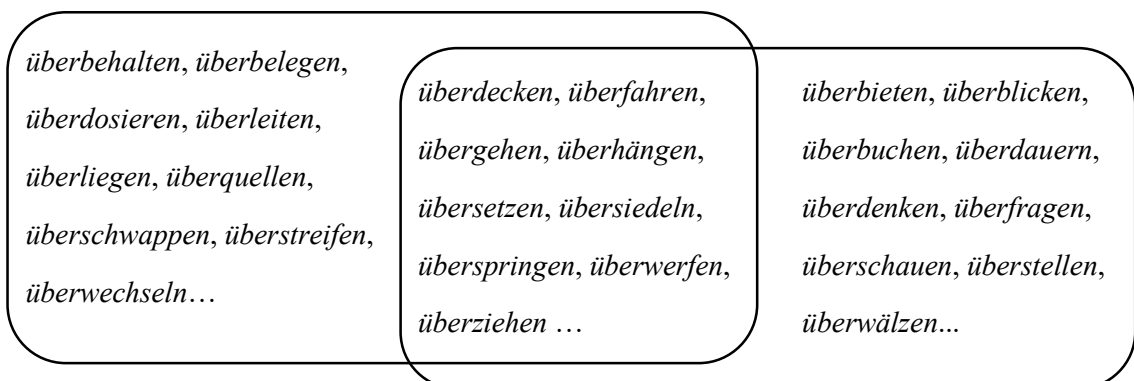 überbehalten, überbelegen,
überdosieren, überleiten,
überliegen, überquellen,
überschwappen, überstreifen,
überwechseln…
überdecken, überfahren,
übergehen, überhängen,
übersetzen, übersiedeln,
überspringen, überwerfen,
überziehen …
überbieten, überblicken,
überbuchen, überdauern,
überdenken, überfragen,
überschauen, überstellen,
überwälzen...